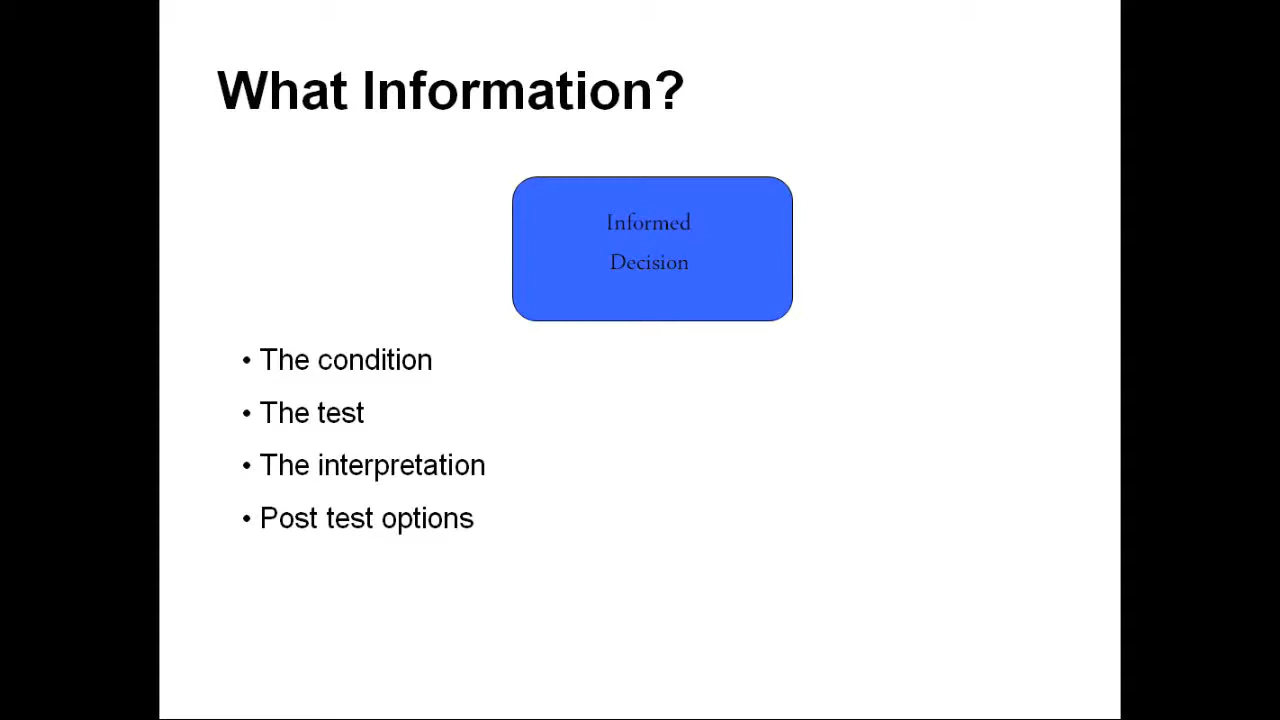 What Information?
Informed
Decision
• The condition
• The test
• The interpretation
• Post test options